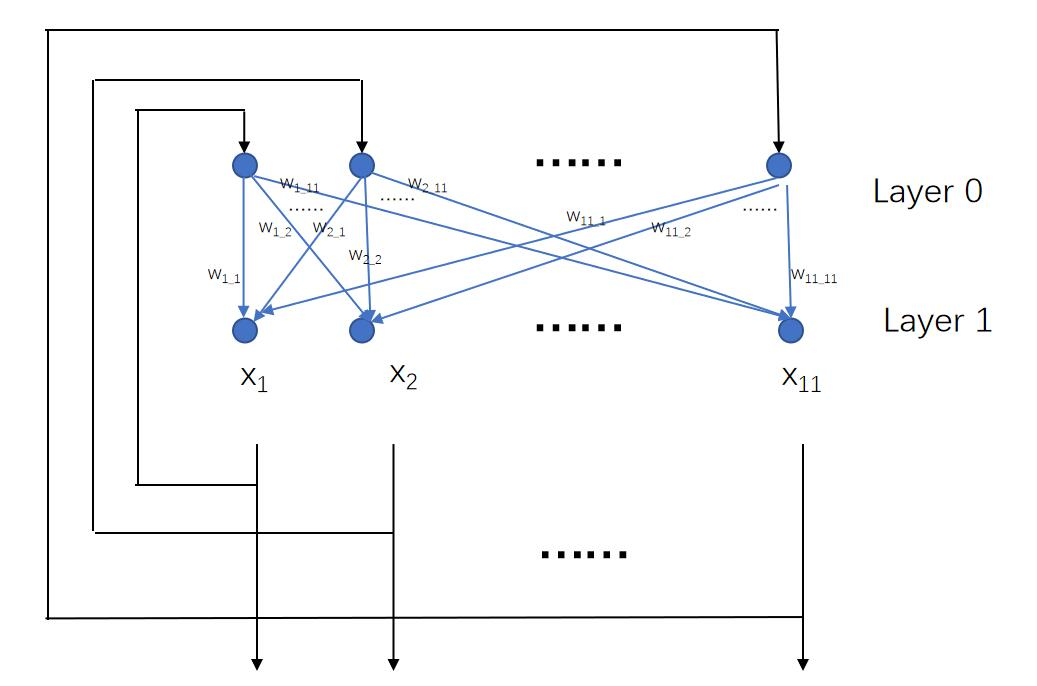 W1_11
W2_11
Layer 0
......
......
......
W11_1
W1_2
W2_1
W11_2
W2_2
W1_1
W11_11
Layer 1
X1
X2
X11